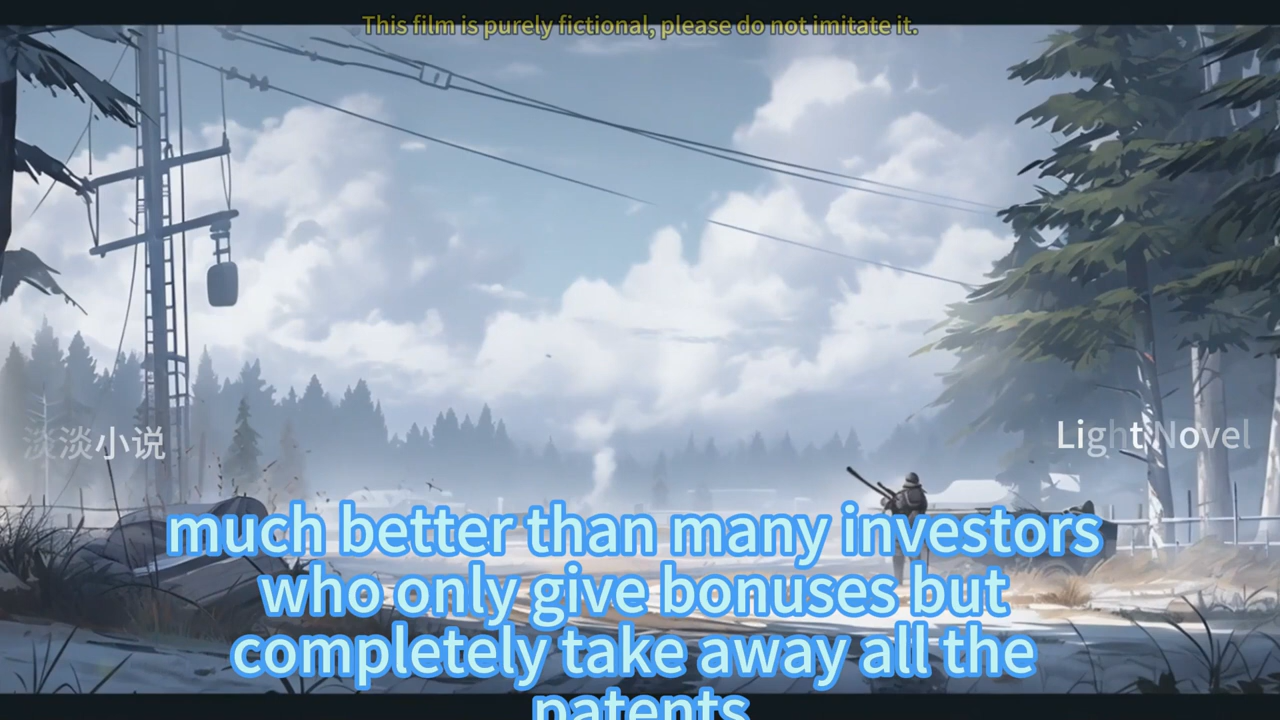 This film is purely fictional, please do not imitate it.
淡淡小说
Light Novel
much better than many investors
who only give bonuses but
completely take away all the
patents